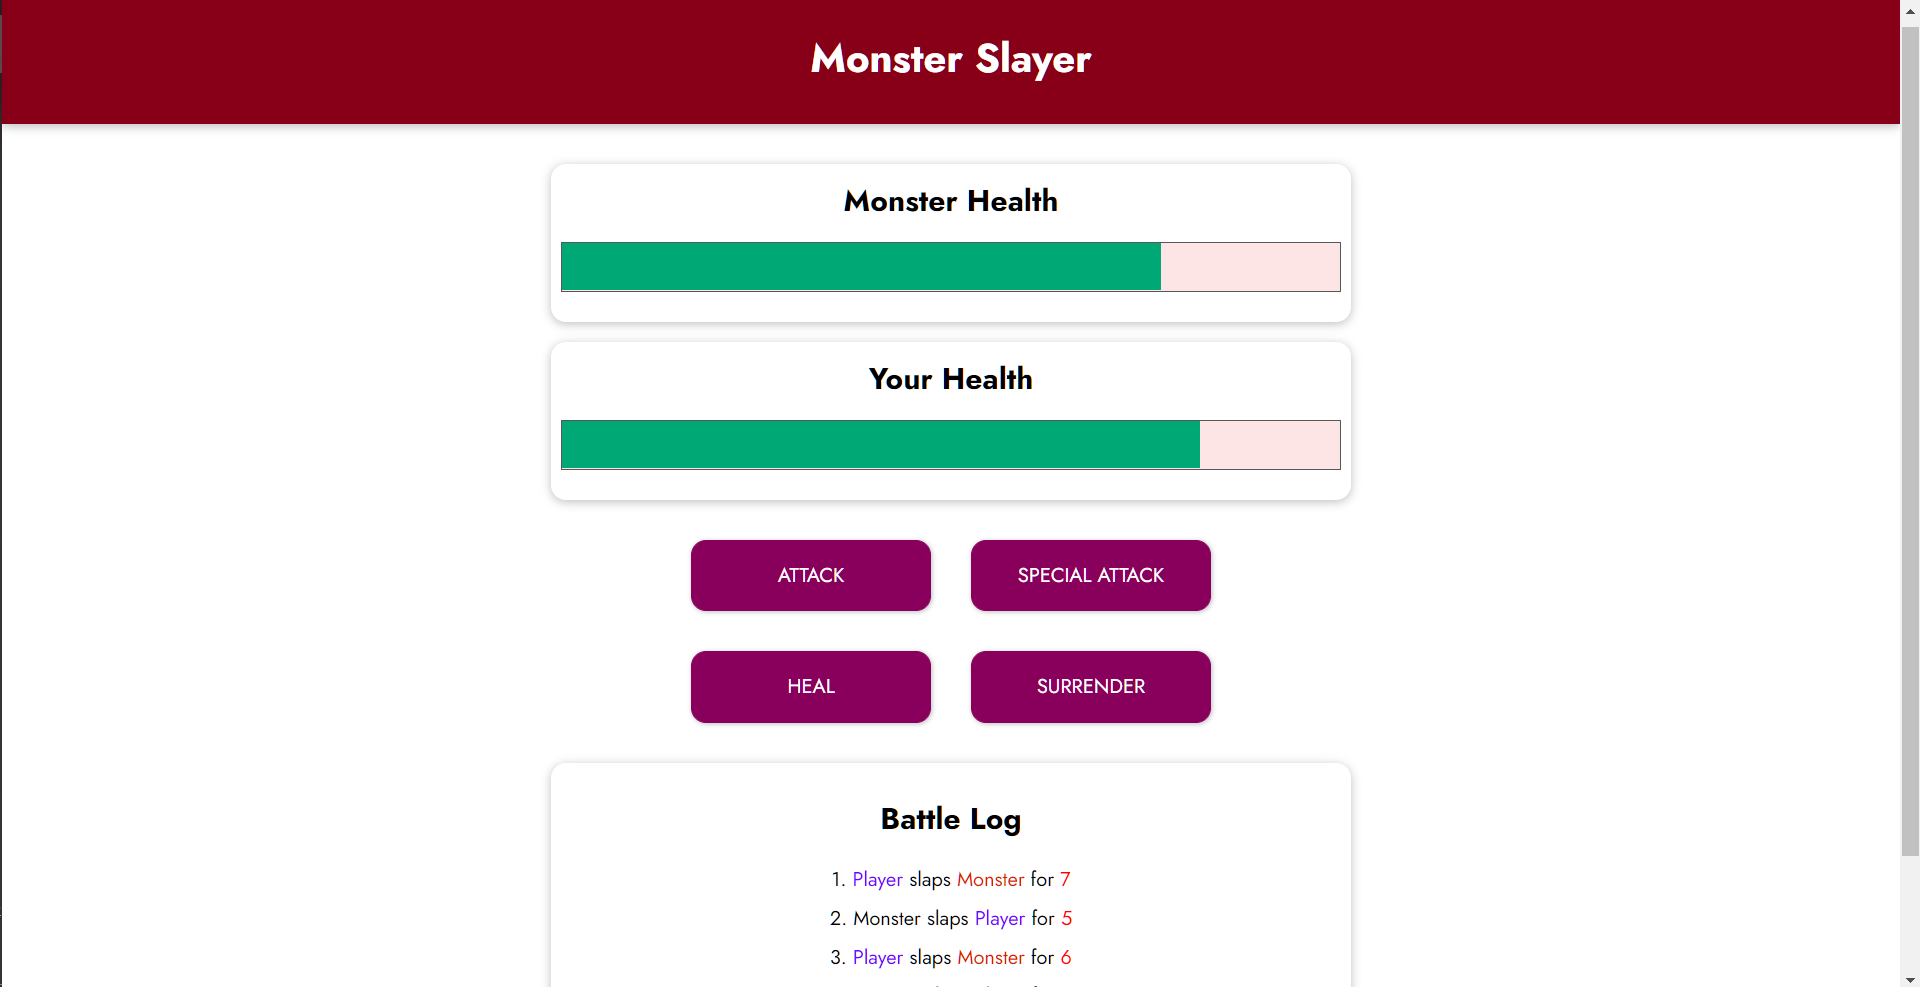 Monster Slayer
Monster Health
Your Health
ATTACK
SPECIAL ATTACK
HEAL
SURRENDER
Battle Log
1. Player slaps Monster for 7
2. Monster slaps Player for 5
3. Player slaps Monster for 6